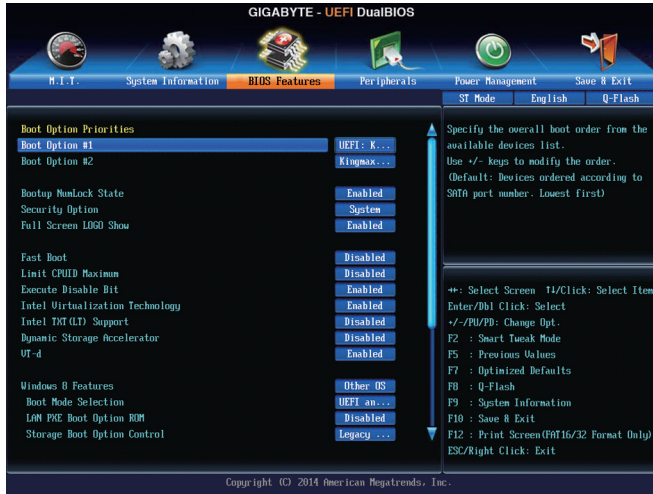 GIGABYTE - UEFI DualBIOS
M.I.T.
System Information
BIOS Features
Peripherals
Power Management
Save & Exit
ST Mode
English
Q-Flash
Boot Option Priorities
Boot Option #1 UEFI: K...
Boot Option #2 Kingmax...
Bootup NumLock State Enabled
Security Option System
Full Screen LOGO Show Enabled
Fast Boot Disabled
Limit CPUID Maximum Disabled
Execute Disable Bit Enabled
Intel Virtualization Technology Enabled
Intel TXT(LT) Support Disabled
Dynamic Storage Accelerator Disabled
VT-d Enabled
Windows 8 Features Other OS
Boot Mode Selection UEFI an...
LAN PXE Boot Option ROM Disabled
Storage Boot Option Control Legacy ...
Specify the overall boot order from the
available devices list.
Use +/- keys to modify the order.
(Default: Devices ordered according to
SATA port number. Lowest first)
→←: Select Screen ↑↓/Click: Select Item
Enter/Dbl Click: Select
+/-/PU/PD: Change Opt.
F2 : Smart Tweak Mode
F5 : Previous Values
F7 : Optimized Defaults
F8 : Q-Flash
F9 : System Information
F10 : Save & Exit
F12 : Print Screen(FAT16/32 Format Only)
ESC/Right Click: Exit
Copyright (C) 2014 American Megatrends, Inc.